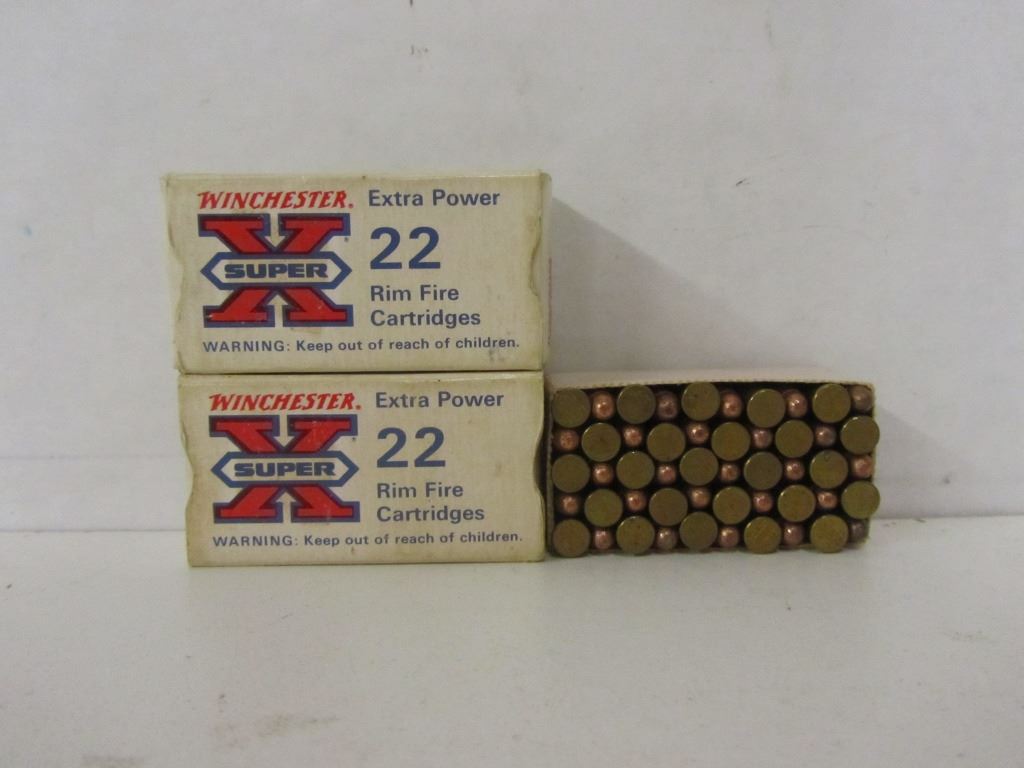 WINCHESTER. Extra Power
X
SUPER
22
Rim Fire
Cartridges
WARNING: Keep out of reach of children.
WINCHESTER. Extra Power
X
SUPER
22
Rim Fire
Cartridges
WARNING: Keep out of reach of children.